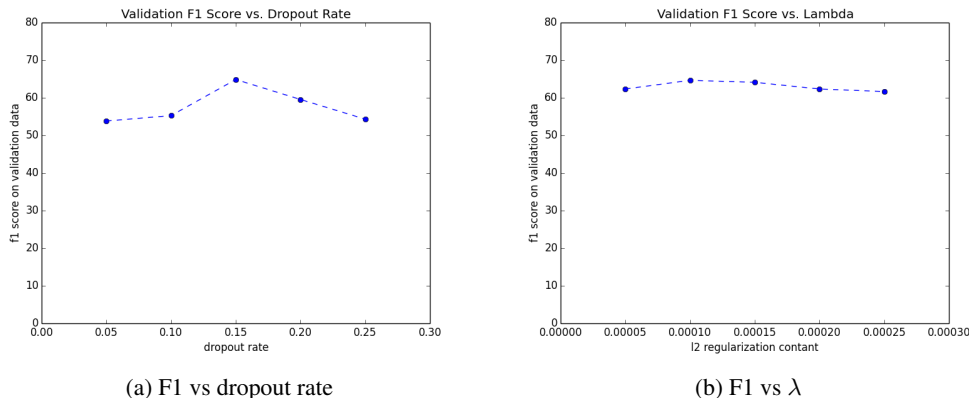 Validation F1 Score vs. Dropout Rate
80
70
60
50
40
30
20
10
0
f1 score on validation data
0.00 0.05 0.10 0.15 0.20 0.25 0.30
dropout rate
(a) F1 vs dropout rate
Validation F1 Score vs. Lambda
80
70
60
50
40
30
20
10
0
f1 score on validation data
0.00000 0.00005 0.00010 0.00015 0.00020 0.00025 0.00030
l2 regularization contant
(b) F1 vs λ